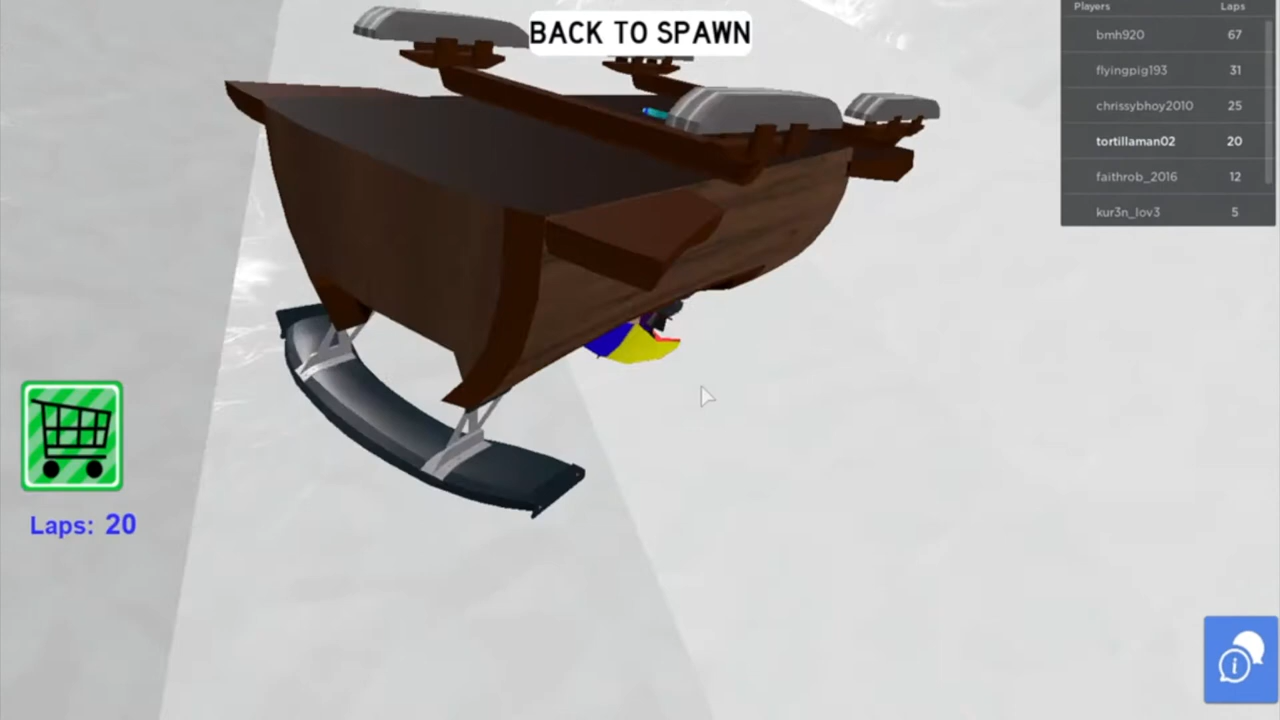 BACK TO SPAWN
Players Laps
bmh920 67
flyingpig193 31
chrissybhoy2010 25
tortillaman02 20
faithrob_2016 12
kur3n_lov3 5
Laps: 20
i